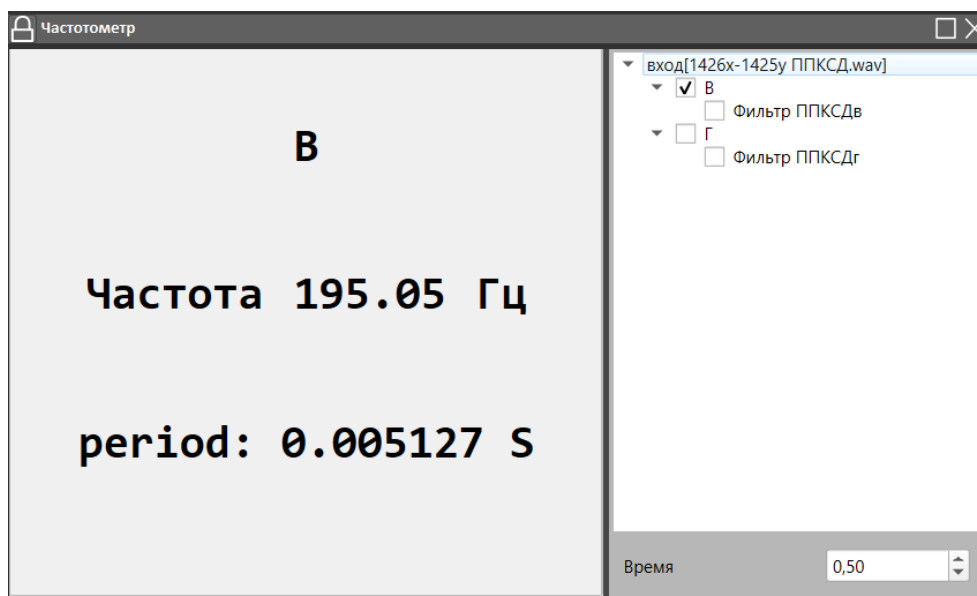 Частотометр
В
Частота 195.05 Гц
period: 0.005127 S
вход[1426x-1425y ППКСД.wav]
В
Фильтр ППКСДв
Г
Фильтр ППКСДг
Время
0,50